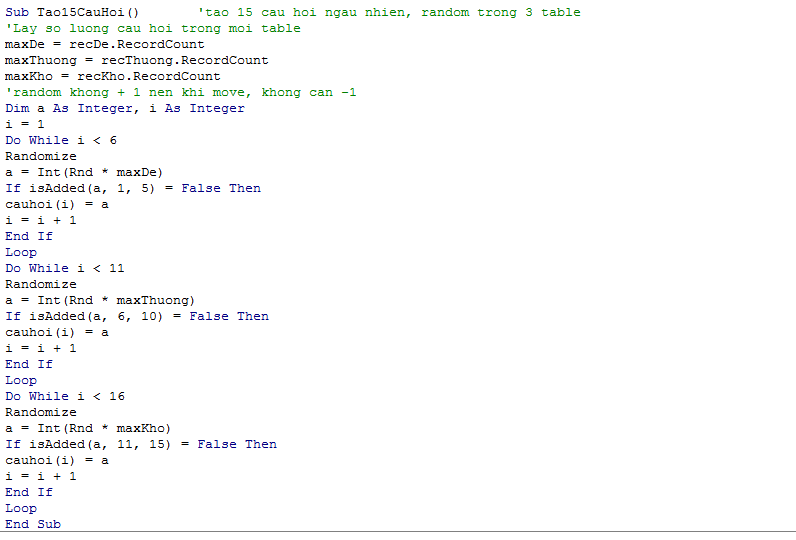 Sub Tao15CauHoi()       'tao 15 cau hoi ngau nhien, random trong 3 table
'Lay so luong cau hoi trong moi table
maxDe = recDe.RecordCount
maxThuong = recThuong.RecordCount
maxKho = recKho.RecordCount
'random khong + 1 nen khi move, khong can -1
Dim a As Integer, i As Integer
i = 1
Do While i < 6
Randomize
a = Int(Rnd * maxDe)
If isAdded(a, 1, 5) = False Then
cauhoi(i) = a
i = i + 1
End If
Loop
Do While i < 11
Randomize
a = Int(Rnd * maxThuong)
If isAdded(a, 6, 10) = False Then
cauhoi(i) = a
i = i + 1
End If
Loop
Do While i < 16
Randomize
a = Int(Rnd * maxKho)
If isAdded(a, 11, 15) = False Then
cauhoi(i) = a
i = i + 1
End If
Loop
End Sub